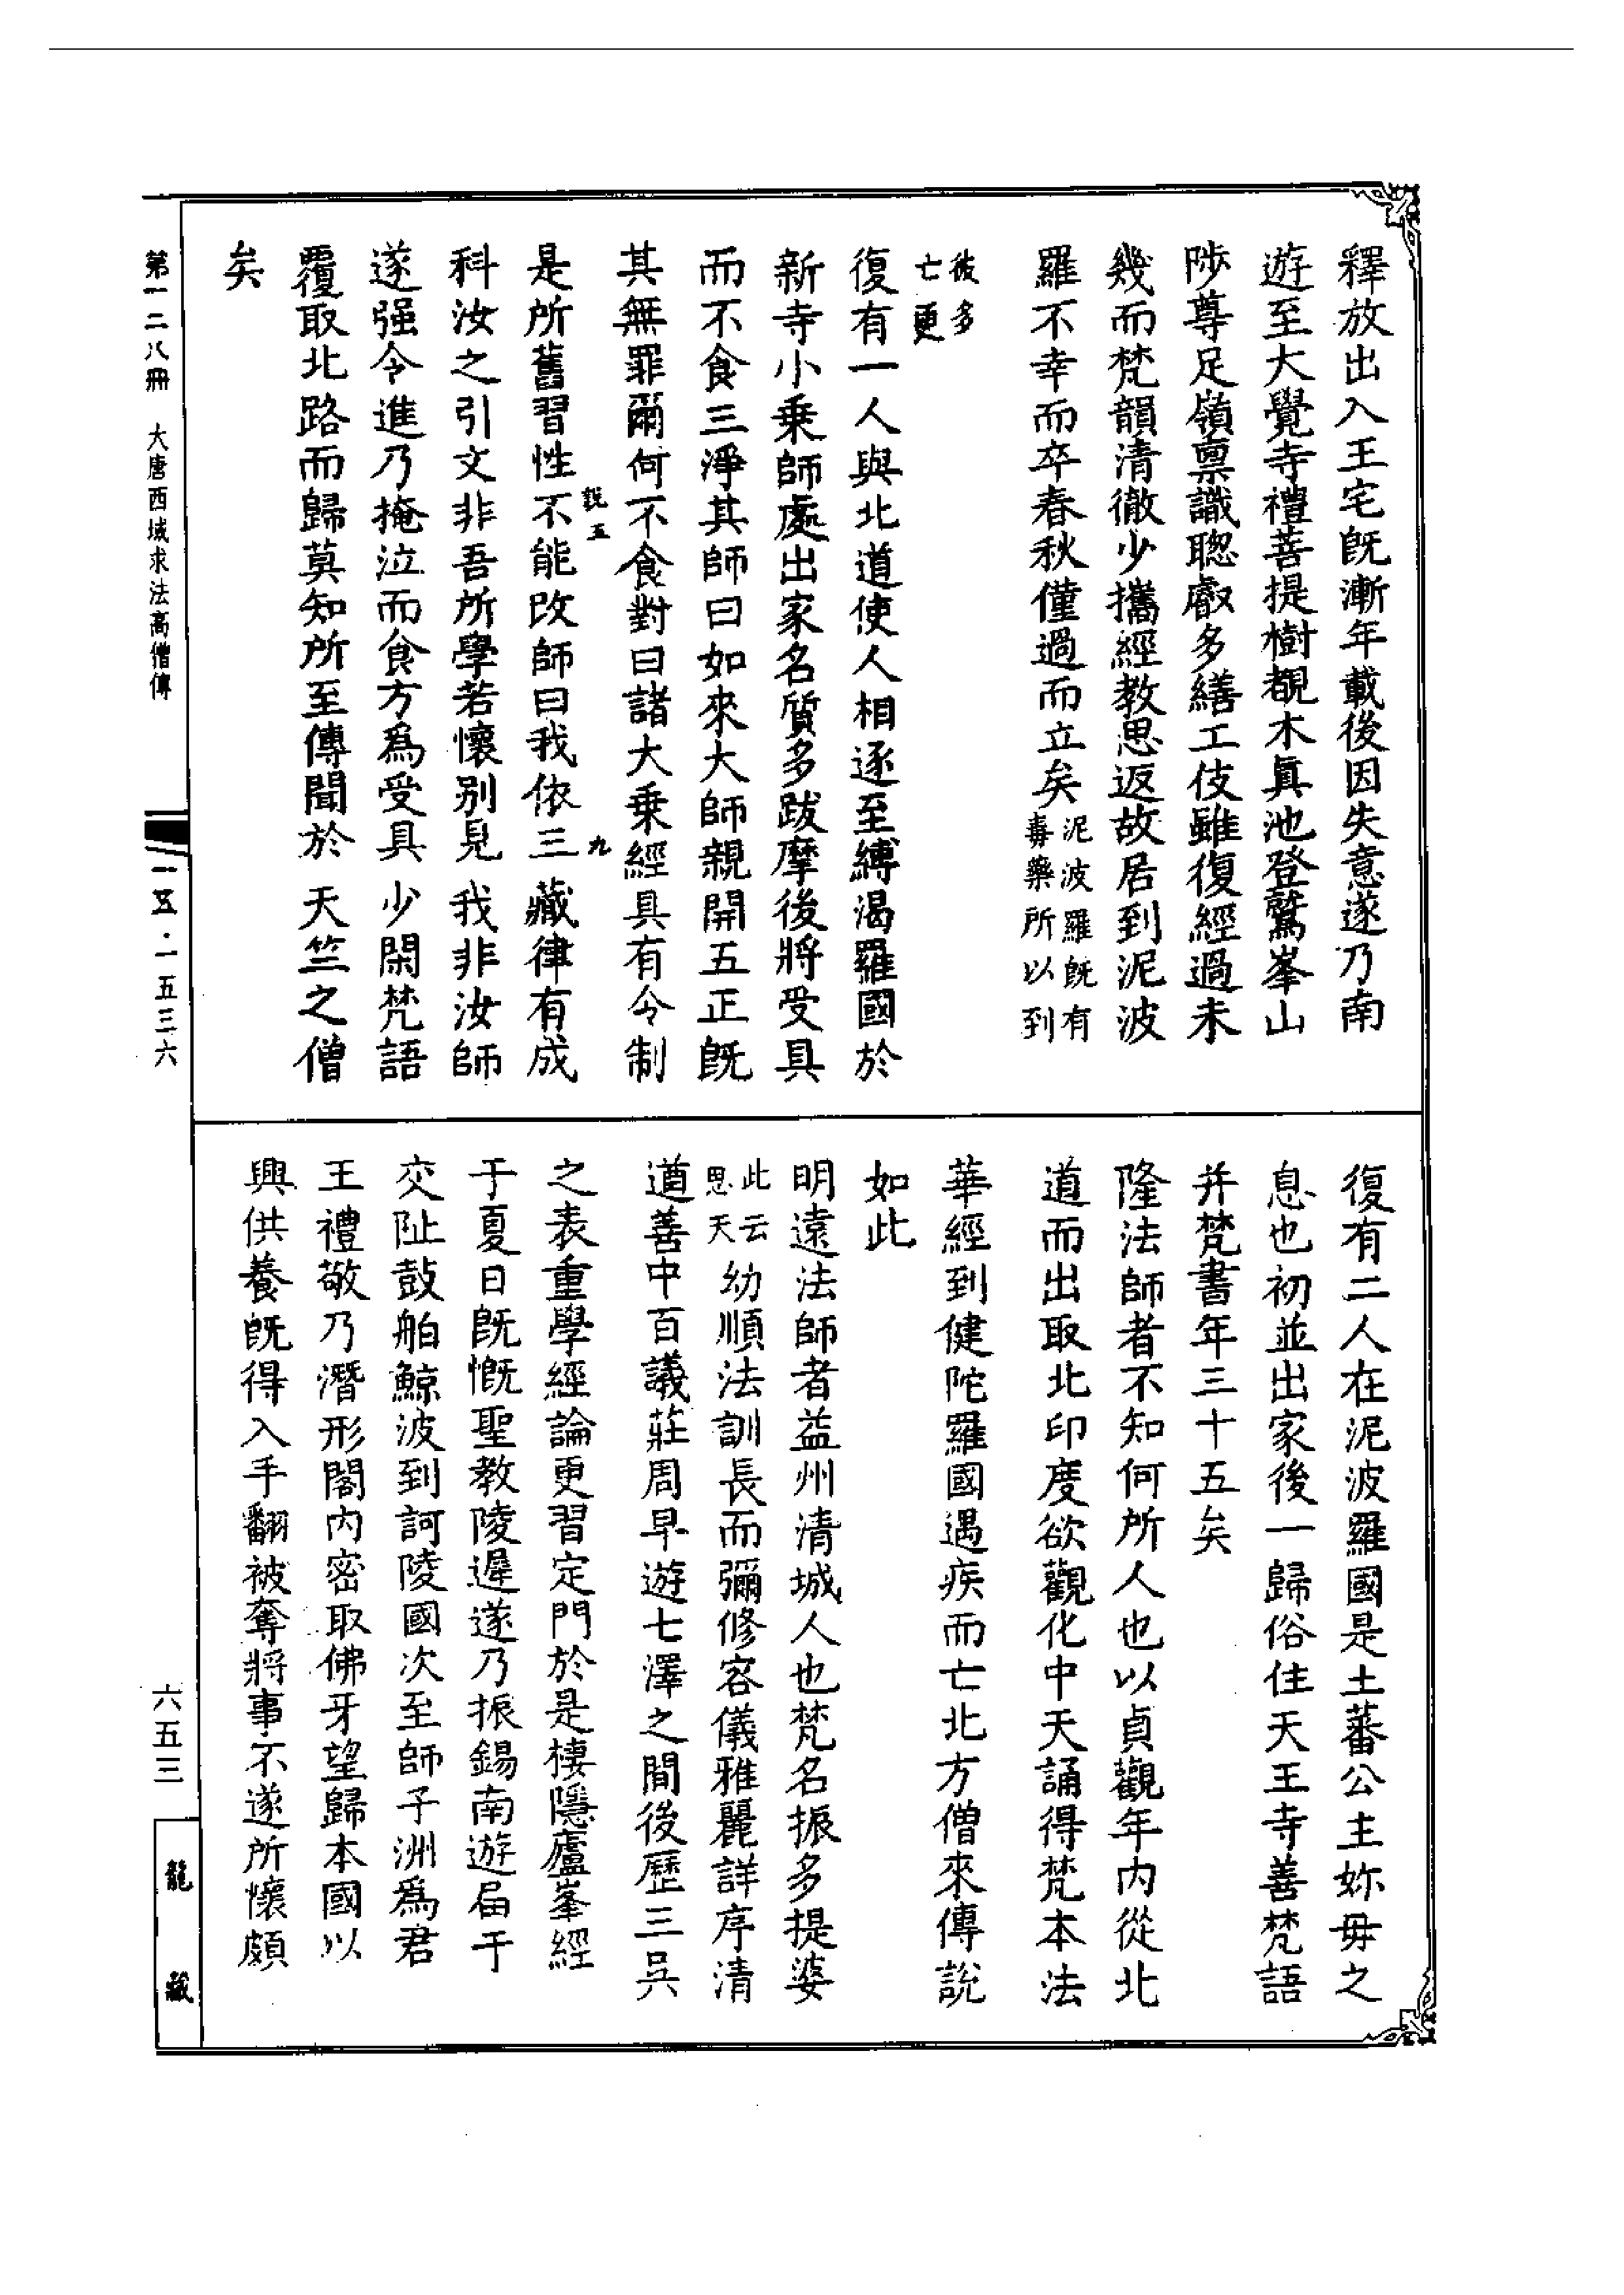 釋放出入王宅旣漸年載後因失意遂乃南
遊至大覺寺禮菩提樹覩木眞池登鷲峯山
陟尊足嶺禀識聰叡多繕工伎雖復經過未
幾而梵韻清徹少攜經教思返故居到泥波
羅不幸而卒春秋僅過而立矣泥波羅旣有
毒藥所以到
彼多
亡更
復有一人與北道使人相逐至縛渴羅國於
新寺小乗師處出家名質多跋摩後將受具
而不食三淨其師曰如來大師親開五正旣
其無罪爾何不食對曰諸大乗經具有令制
是所舊習性不能改師曰我依三藏律有成
說五
九
科汝之引文非吾所學若懷别見我非汝師
遂强令進乃掩泣而食方爲受具少閑梵語
覆取北路而歸莫知所至傳聞於天竺之僧
矣
復有二人在泥波羅國是土蕃公主妳毋之
息也初並出家後一歸俗住天王寺善梵語
并梵書年三十五矣
隆法師者不知何所人也以貞觀年内從北
道而出取北印度欲觀化中天誦得梵本法
華經到健陀羅國遇疾而亡北方僧來傳說
如此
明遠法師者益州清城人也梵名振多提婆
此云
思天
幼順法訓長而彌修容儀雅麗詳序清
遒善中百議莊周早遊七澤之間後歷三吳
之表重學經論更習定門於是棲隱廬峯經
于夏日旣慨聖教陵遲遂乃振錫南遊届于
交阯鼓舶鯨波到訶陵國次至師子洲爲君
王禮敬乃潛形閣内密取佛牙望歸本國以
興供養旣得入手翻被奪將事不遂所懷頗
第一二八冊　大唐西域求法高僧傳
一五·一五三六
六五三
龍藏